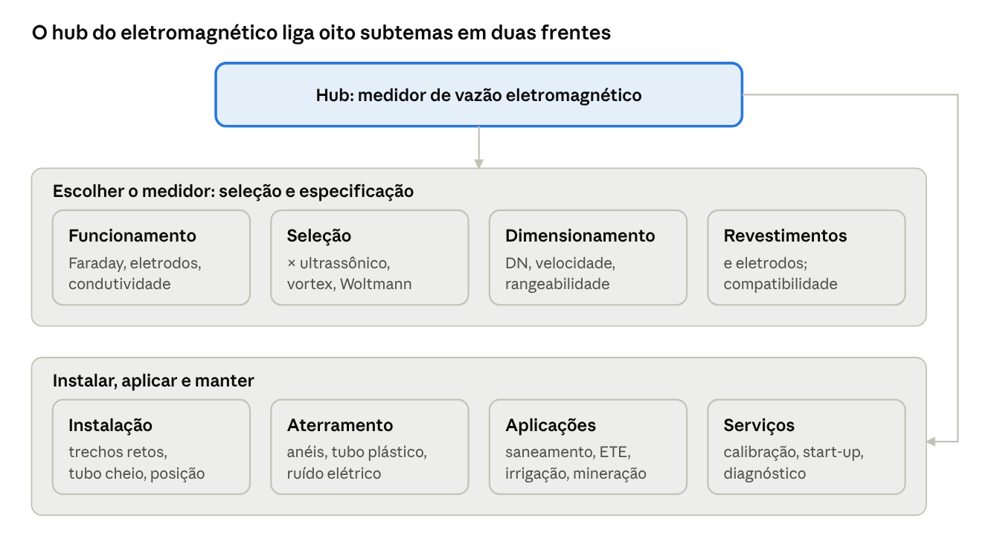 O hub do eletromagnético liga oito subtemas em duas frentes
Hub: medidor de vazão eletromagnético
Escolher o medidor: seleção e especificação
Funcionamento
Faraday, eletrodos,
condutividade
Seleção
× ultrassônico,
vortex, Woltmann
Dimensionamento
DN, velocidade,
rangeabilidade
Revestimentos
e eletrodos;
compatibilidade
Instalar, aplicar e manter
Instalação
trechos retos,
tubo cheio, posição
Aterramento
anéis, tubo plástico,
ruído elétrico
Aplicações
saneamento, ETE,
irrigação, mineração
Serviços
calibração, start-up,
diagnóstico